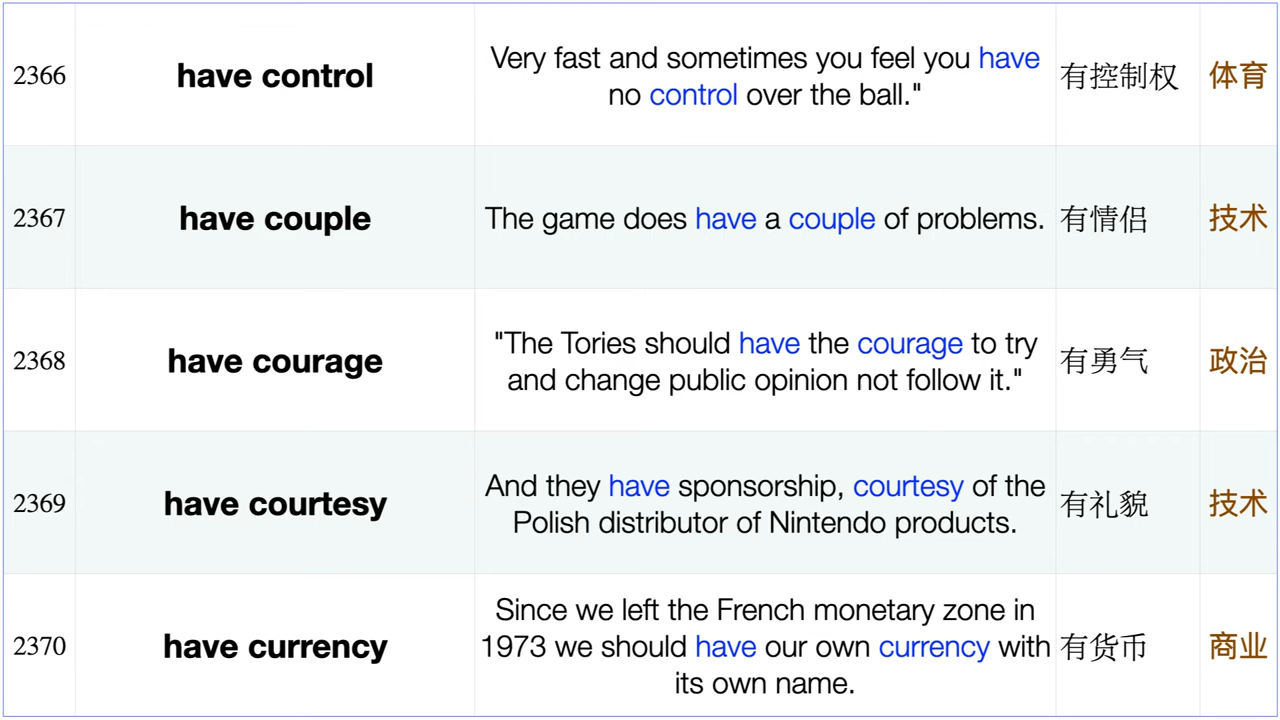 2366
have control
Very fast and sometimes you feel you have
no control over the ball."
有控制权
体育
2367
have couple
The game does have a couple of problems.
有情侣
技术
2368
have courage
"The Tories should have the courage to try
and change public opinion not follow it."
有勇气
政治
2369
have courtesy
And they have sponsorship, courtesy of the
Polish distributor of Nintendo products.
有礼貌
技术
2370
have currency
Since we left the French monetary zone in
1973 we should have our own currency with
its own name.
有货币
商业